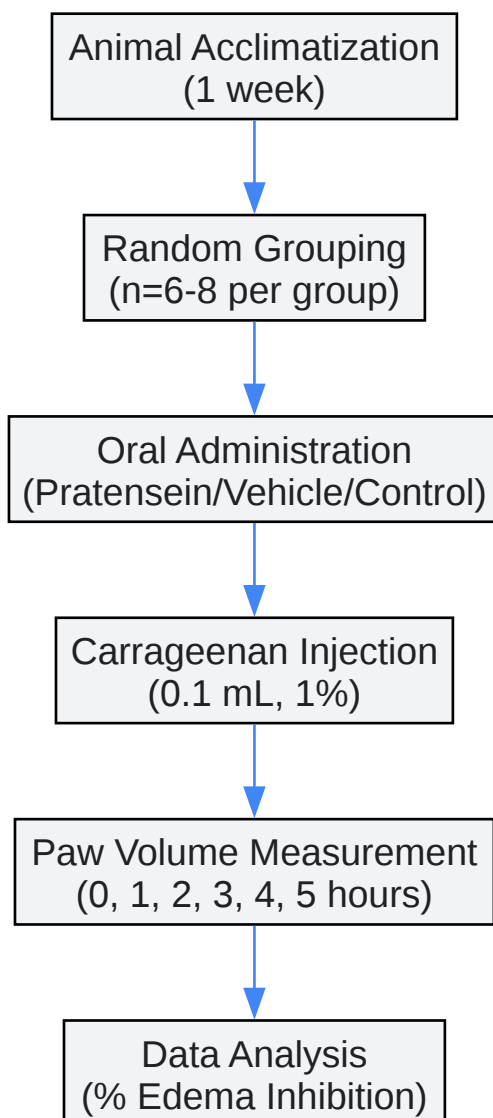 Animal Acclimatization
(1 week)
Random Grouping
(n=6-8 per group)
Oral Administration
(Pratensein/Vehicle/Control)
Carrageenan Injection
(0.1 mL, 1%)
Paw Volume Measurement
(0, 1, 2, 3, 4, 5 hours)
Data Analysis
(% Edema Inhibition)